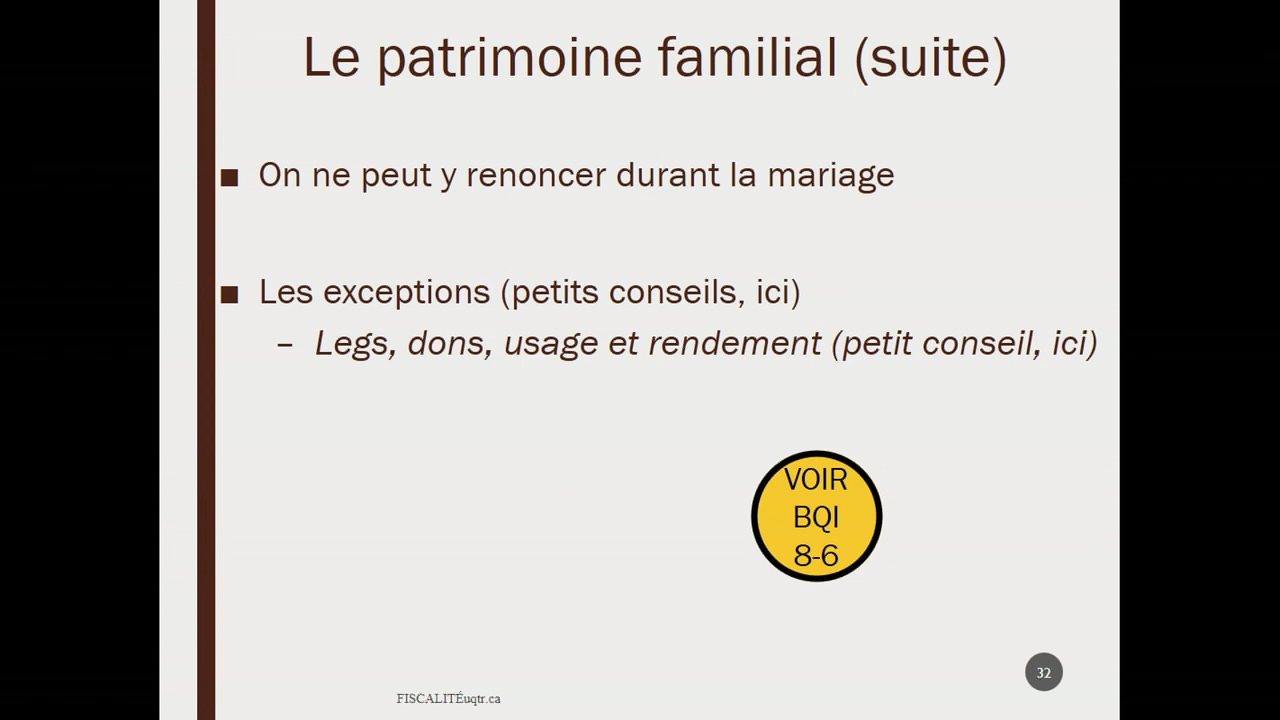 Le patrimoine familial (suite)
■ On ne peut y renoncer durant la mariage
■ Les exceptions (petits conseils, ici)
– Legs, dons, usage et rendement (petit conseil, ici)
VOIR
BQI
8-6
32
FISCALITÉuqtr.ca